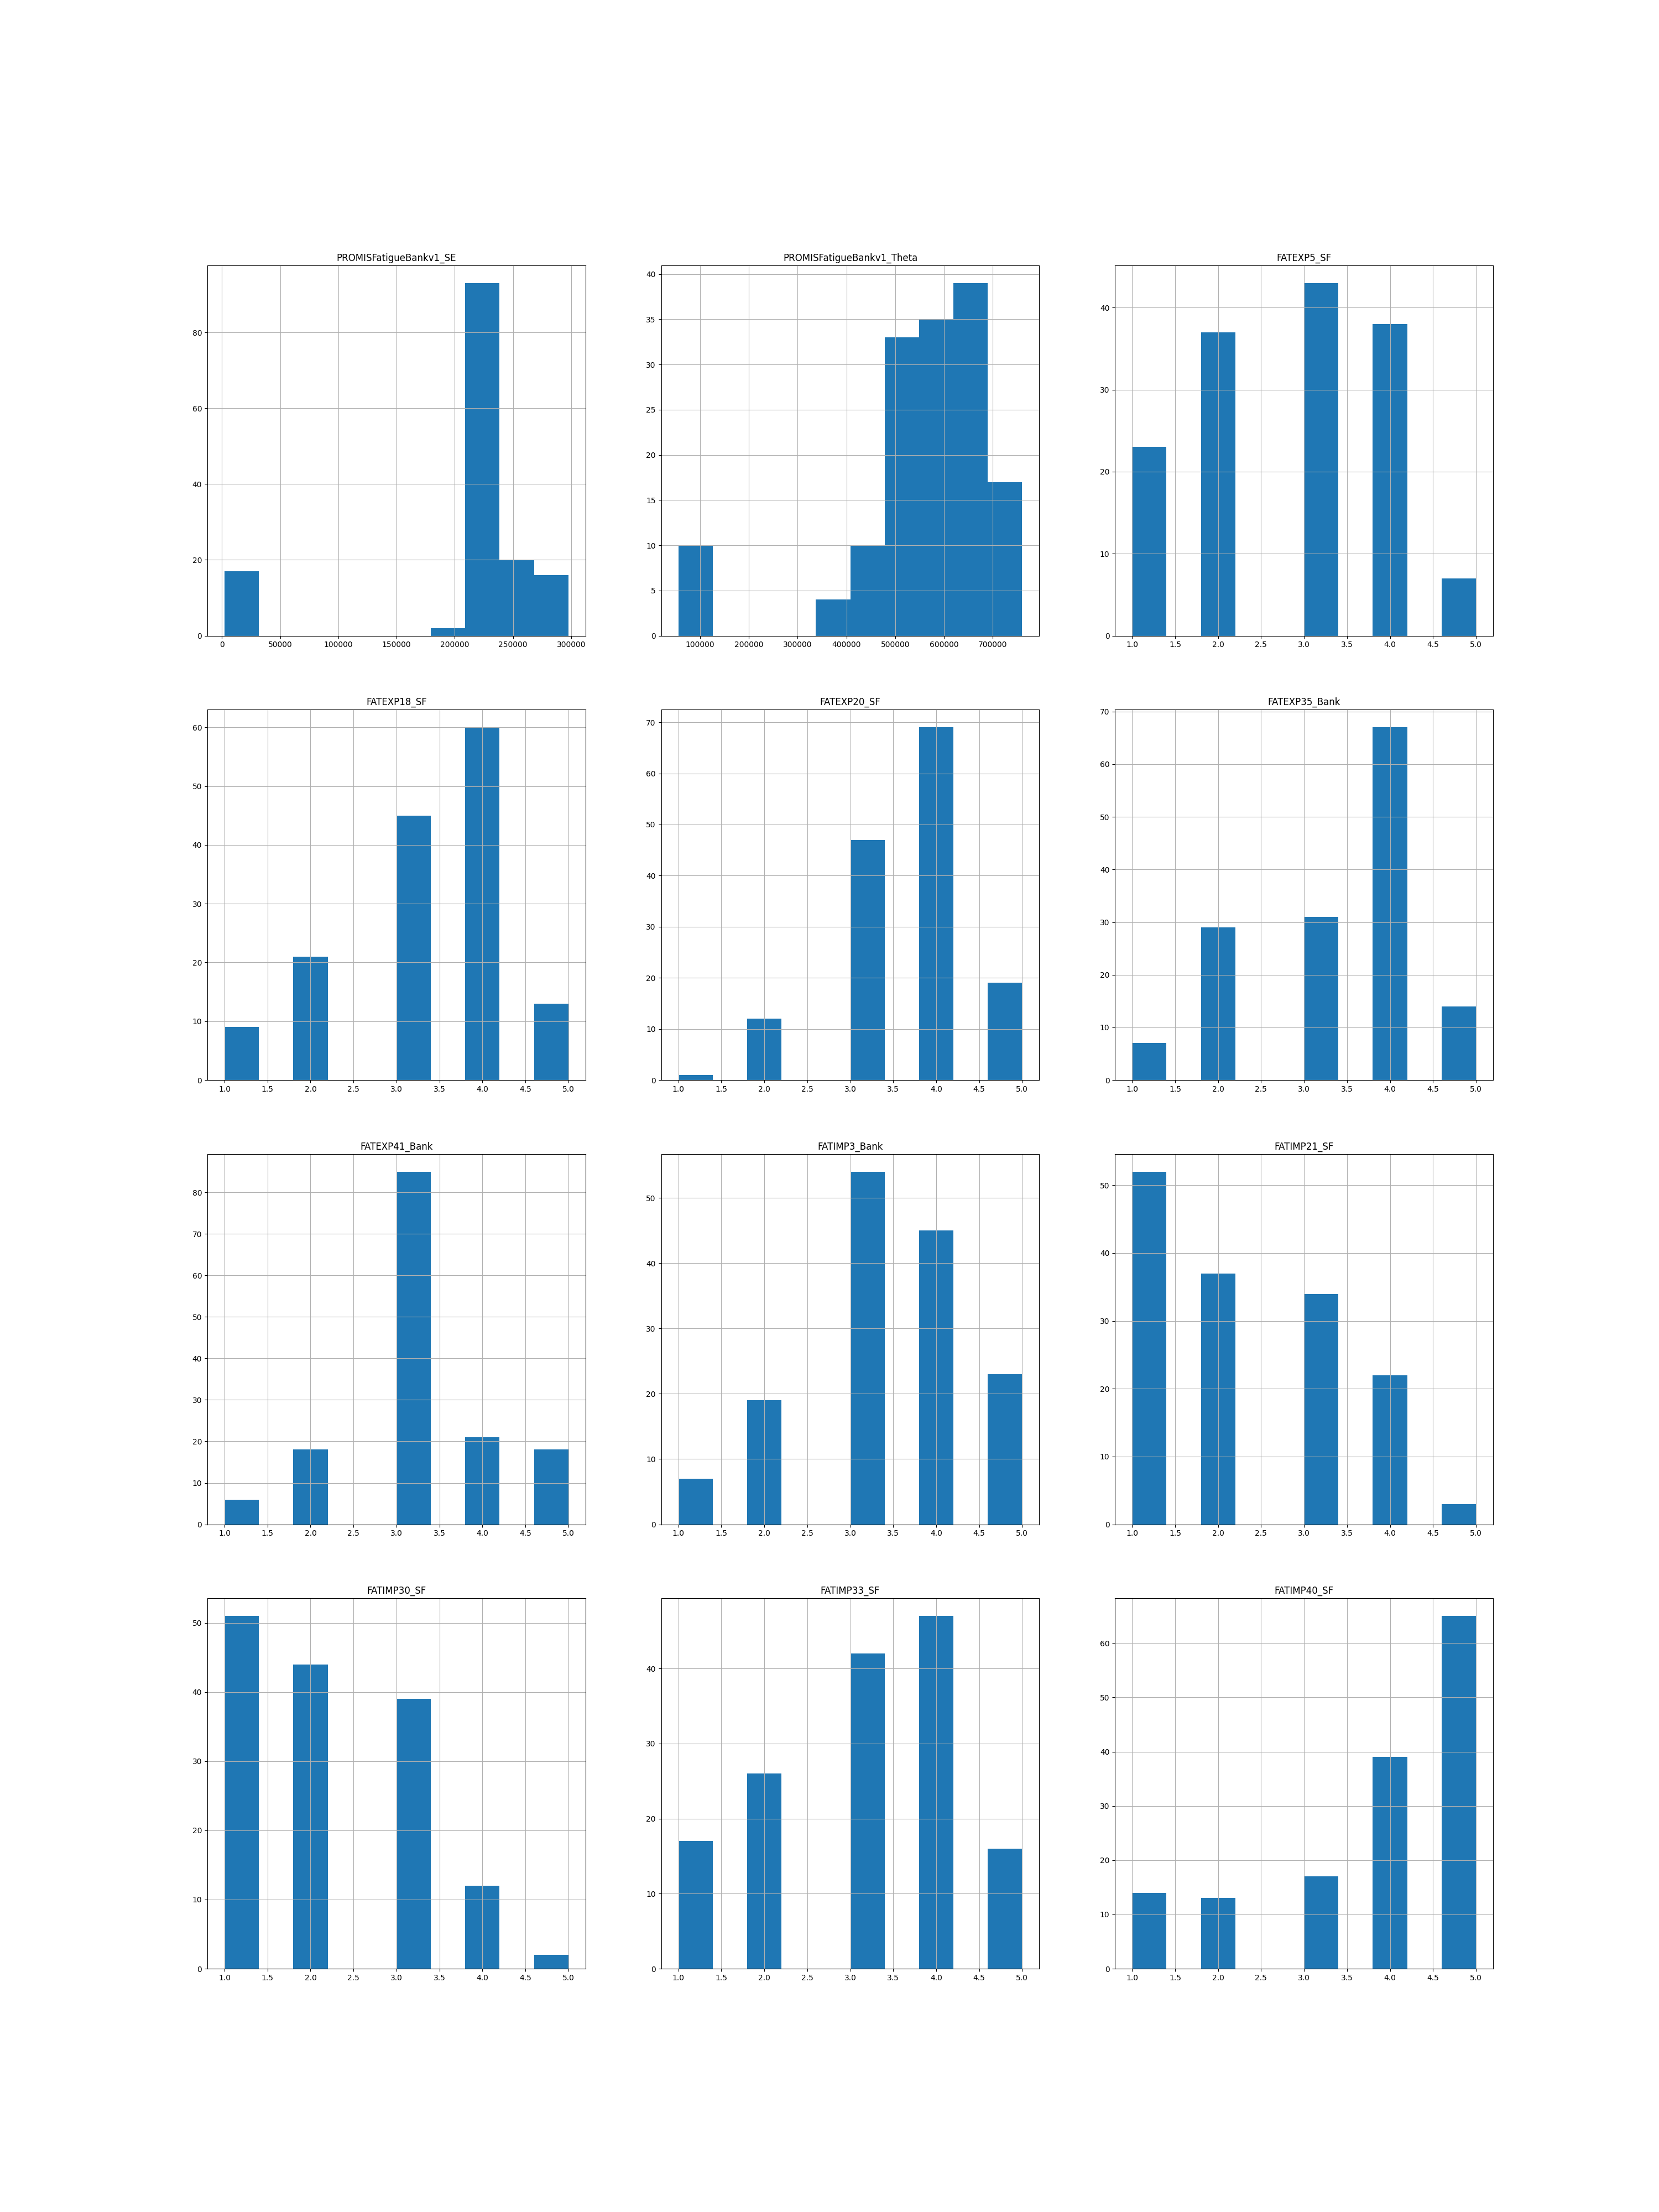 PROMISFatigueBankv1_SE PROMISFatigueBankv1_Theta FATEXP5_SF
80 60 40 20 0
0 50000 100000 150000 200000 250000 300000
40 35 30 25 20 15 10 5 0
100000 200000 300000 400000 500000 600000 700000
40 30 20 10 0
1.0 1.5 2.0 2.5 3.0 3.5 4.0 4.5 5.0
FATEXP18_SF FATEXP20_SF FATEXP35_Bank
60 50 40 30 20 10 0
1.0 1.5 2.0 2.5 3.0 3.5 4.0 4.5 5.0
70 60 50 40 30 20 10 0
1.0 1.5 2.0 2.5 3.0 3.5 4.0 4.5 5.0
70 60 50 40 30 20 10 0
1.0 1.5 2.0 2.5 3.0 3.5 4.0 4.5 5.0
FATEXP41_Bank FATIMP3_Bank FATIMP21_SF
80 70 60 50 40 30 20 10 0
1.0 1.5 2.0 2.5 3.0 3.5 4.0 4.5 5.0
50 40 30 20 10 0
1.0 1.5 2.0 2.5 3.0 3.5 4.0 4.5 5.0
50 40 30 20 10 0
1.0 1.5 2.0 2.5 3.0 3.5 4.0 4.5 5.0
FATIMP30_SF FATIMP33_SF FATIMP40_SF
50 40 30 20 10 0
1.0 1.5 2.0 2.5 3.0 3.5 4.0 4.5 5.0
40 30 20 10 0
1.0 1.5 2.0 2.5 3.0 3.5 4.0 4.5 5.0
60 50 40 30 20 10 0
1.0 1.5 2.0 2.5 3.0 3.5 4.0 4.5 5.0